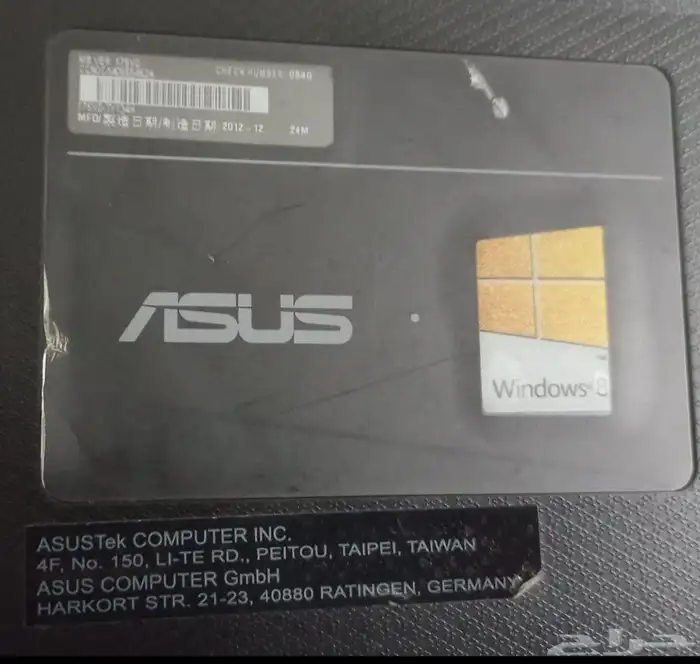 CHECK NUMBER
MFD/製造日期/制造日期 2012-12 24M
ASUS
Windows 8
ASUSTek COMPUTER INC.
4F, No. 150, LI-TE RD., PEITOU, TAIPEI, TAIWAN
ASUS COMPUTER GmbH
HARKORT STR. 21-23, 40880 RATINGEN, GERMANY
حراج